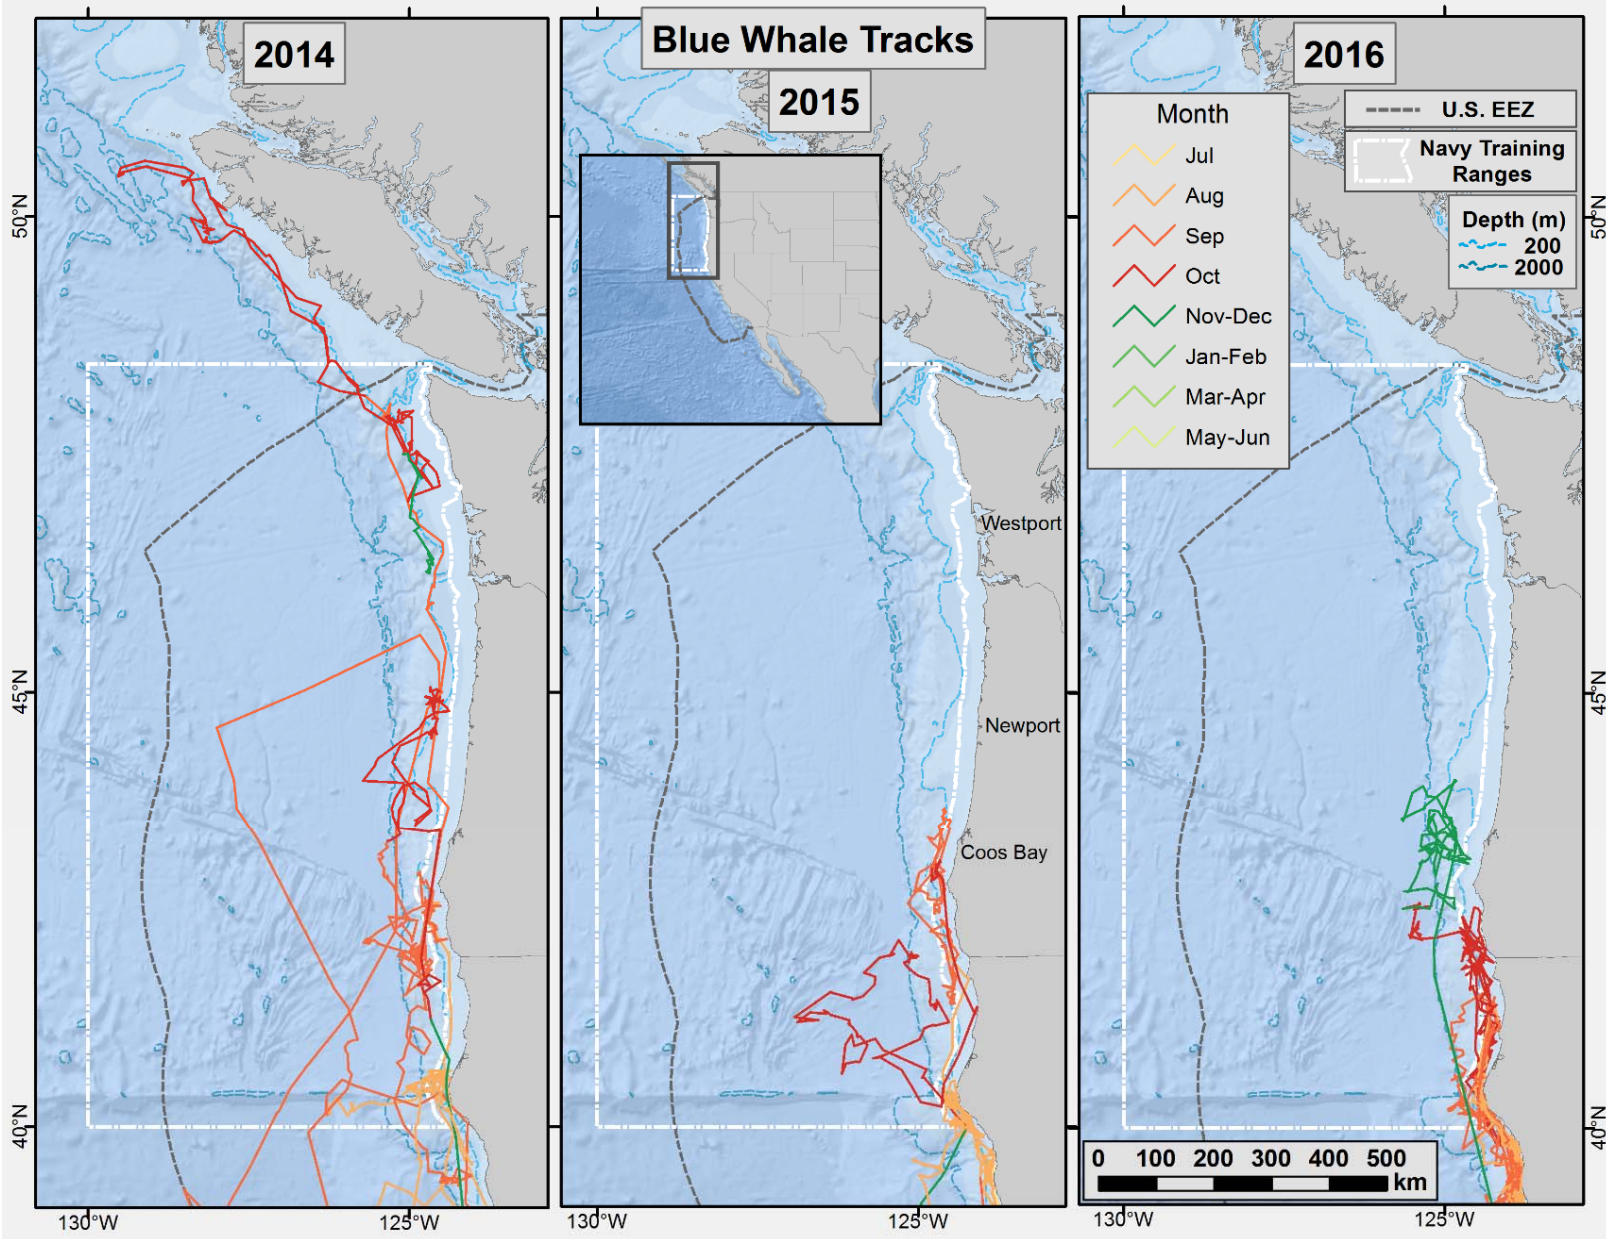 Blue Whale Tracks
2014
2015
2016
Month
Jul
Aug
Sep
Oct
Nov-Dec
Jan-Feb
Mar-Apr
May-Jun
U.S. EEZ
Navy Training
Ranges
Depth (m)
200
2000
50°N
45°N
40°N
Westport
Newport
Coos Bay
50°N
45°N
40°N
0 100 200 300 400 500
km
130°W 125°W
130°W 125°W
130°W 125°W